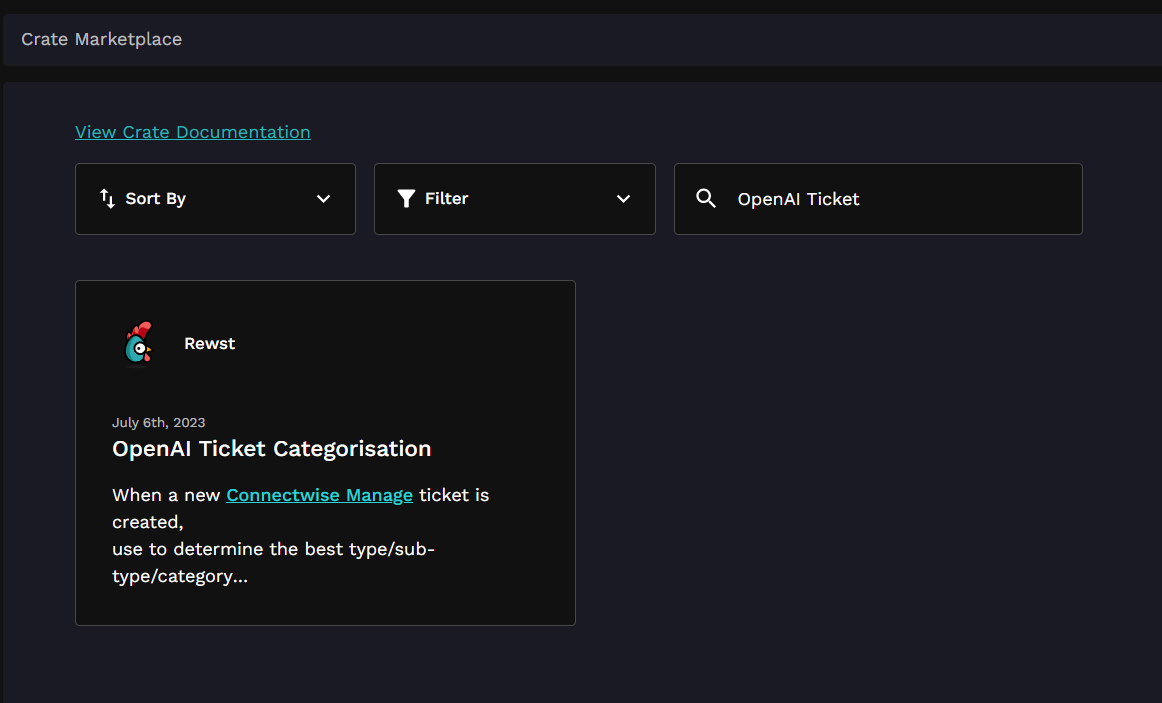 Crate Marketplace
View Crate Documentation
Sort By
Filter
OpenAI Ticket
Rewst
July 6th, 2023
OpenAI Ticket Categorisation
When a new Connectwise Manage ticket is
created,
use to determine the best type/sub-
type/category...